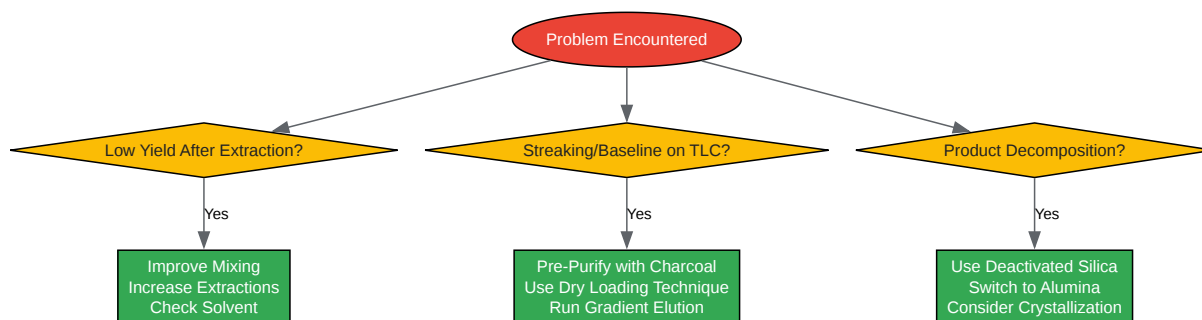 Problem Encountered
Low Yield After Extraction?
Streaking/Baseline on TLC?
Product Decomposition?
Yes
Yes
Yes
Improve Mixing
Increase Extractions
Check Solvent
Pre-Purify with Charcoal
Use Dry Loading Technique
Run Gradient Elution
Use Deactivated Silica
Switch to Alumina
Consider Crystallization